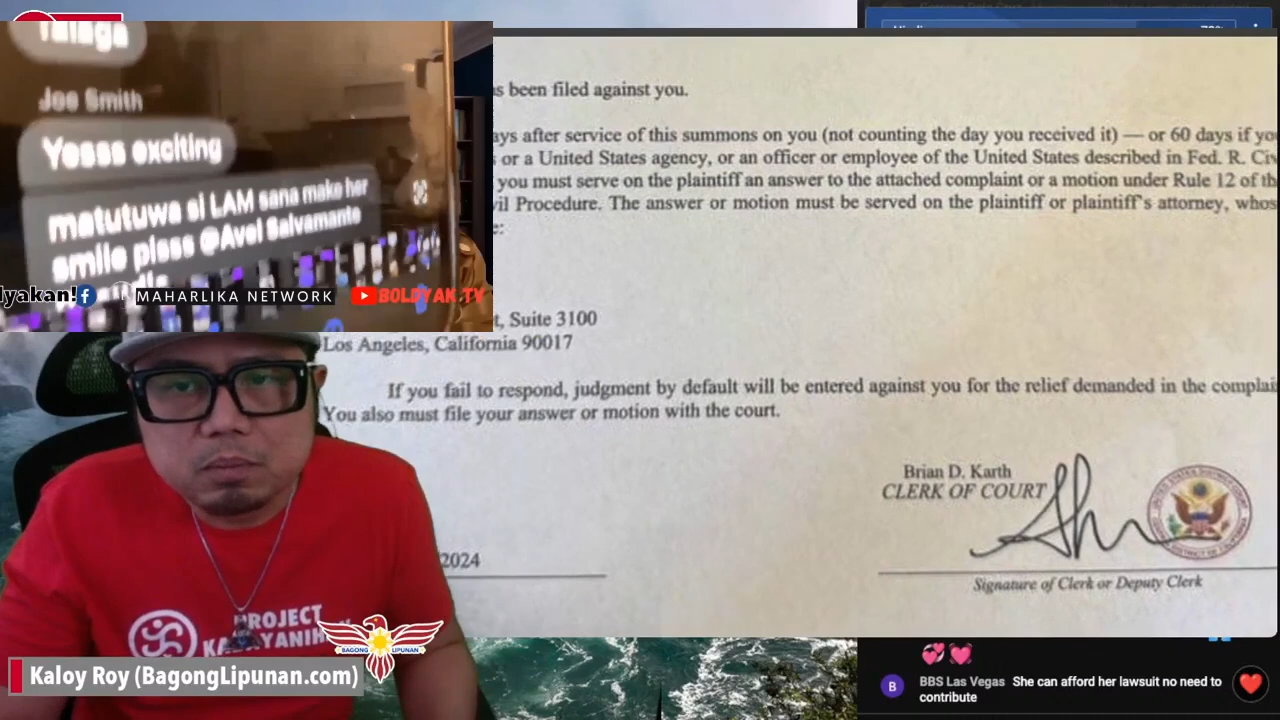 Talaga
Joe Smith
Yesss exciting
matutuwa si LAM sana make her
smile plsss @Avel Salvamante
lyakan!
MAHARLIKA NETWORK
BOLDYAK.TV
s been filed against you.
ays after service of this summons on you (not counting the day you received it) — or 60 days if you
or a United States agency, or an officer or employee of the United States described in Fed. R. Civ
you must serve on the plaintiff an answer to the attached complaint or a motion under Rule 12 of th
vil Procedure. The answer or motion must be served on the plaintiff or plaintiff's attorney, whos
e:
t, Suite 3100
Los Angeles, California 90017
If you fail to respond, judgment by default will be entered against you for the relief demanded in the complai
You also must file your answer or motion with the court.
Brian D. Karth
CLERK OF COURT
2024
Signature of Clerk or Deputy Clerk
PROJECT
BAGONG LIPUNAN
Kaloy Roy (BagongLipunan.com)
B
BBS Las Vegas She can afford her lawsuit no need to
contribute